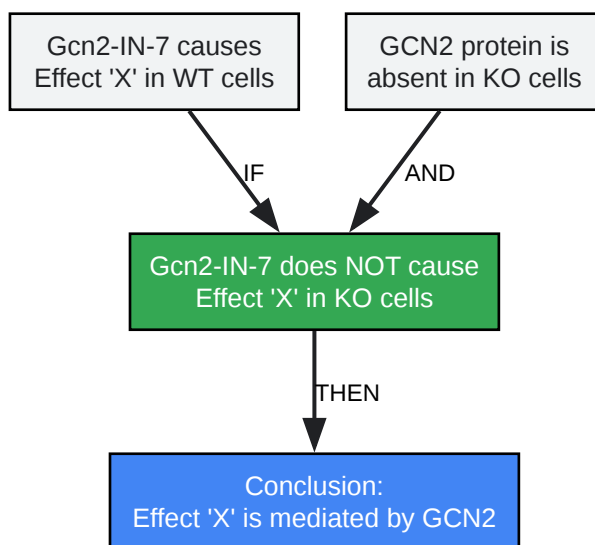 Gcn2-IN-7 causes
Effect 'X' in WT cells
GCN2 protein is
absent in KO cells
IF
AND
Gcn2-IN-7 does NOT cause
Effect 'X' in KO cells
THEN
Conclusion:
Effect 'X' is mediated by GCN2